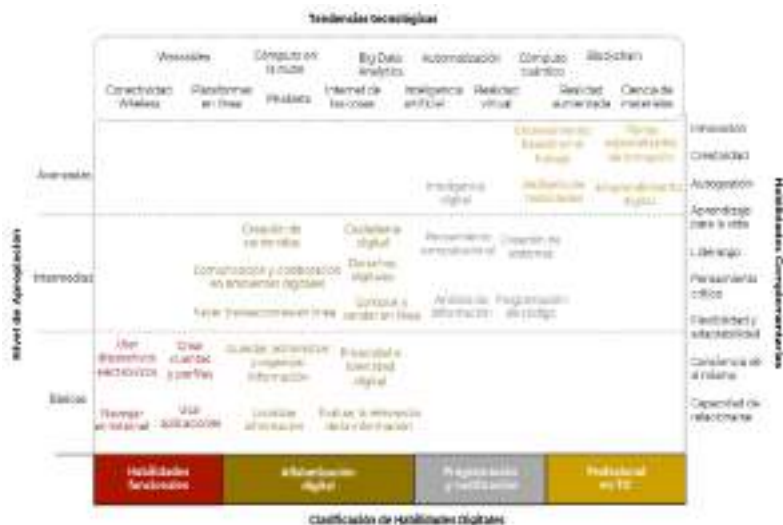 Tendencias tecnológicas
Wearables
Cómputo en
la nube
Big Data
Analytics
Automatización
Cómputo
cuántico
Blockchain
Conectividad
Wireless
Plataformas
en línea
Internet de
las cosas
Inteligencia
artificial
Realidad
virtual
Realidad
aumentada
Ciencia de
materiales
Avanzadas
Inteligencia
digital
Emprendimiento
digital
Innovación
Creatividad
Autogestión
Aprendizaje
para la vida
Liderazgo
Pensamiento
crítico
Flexibilidad y
adaptabilidad
Conciencia de
sí mismo
Capacidad de
relacionarse
Habilidades Complementarias
Nivel de Apropiación
Intermedias
Creación de
contenidos
Ciudadanía
digital
Pensamiento
computacional
Creación de
sistemas
Comunicación y colaboración
en ambientes digitales
Derechos
digitales
Hacer transacciones en línea
Comprar y
vender en línea
Análisis de
información
Programación
de código
Básicas
Usar
dispositivos
electrónicos
Crear
cuentas
y perfiles
Guardar, administrar
y organizar
información
Privacidad e
identidad
digital
Navegar
en internet
Usar
aplicaciones
Localizar
información
Evaluar la relevancia
de la información
Habilidades
funcionales
Alfabetización
digital
Profesional
en TIC
Clasificación de Habilidades Digitales